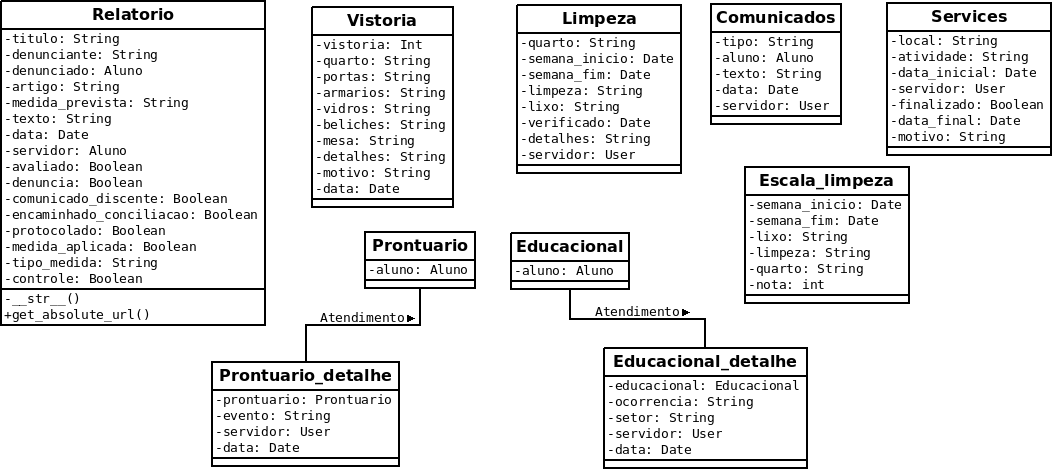 Relatorio
-titulo: String
-denunciante: String
-denunciado: Aluno
-artigo: String
-medida_prevista: String
-texto: String
-data: Date
-servidor: Aluno
-avaliado: Boolean
-denuncia: Boolean
-comunicado_discente: Boolean
-encaminhado_conciliacao: Boolean
-protocolado: Boolean
-medida_aplicada: Boolean
-tipo_medida: String
-controle: Boolean
-__str__()
+get_absolute_url()
Vistoria
-vistoria: Int
-quarto: String
-portas: String
-armarios: String
-vidros: String
-beliches: String
-mesa: String
-detalhes: String
-motivo: String
-data: Date
Limpeza
-quarto: String
-semana_inicio: Date
-semana_fim: Date
-limpeza: String
-lixo: String
-verificado: Date
-detalhes: String
-servidor: User
Comunicados
-tipo: String
-aluno: Aluno
-texto: String
-data: Date
-servidor: User
Services
-local: String
-atividade: String
-data_inicial: Date
-servidor: User
-finalizado: Boolean
-data_final: Date
-motivo: String
Escala_limpeza
-semana_inicio: Date
-semana_fim: Date
-lixo: String
-limpeza: String
-quarto: String
-nota: int
Prontuario
-aluno: Aluno
Educacional
-aluno: Aluno
Atendimento
Atendimento
Prontuario_detalhe
-prontuario: Prontuario
-evento: String
-servidor: User
-data: Date
Educacional_detalhe
-educacional: Educacional
-ocorrencia: String
-setor: String
-servidor: User
-data: Date